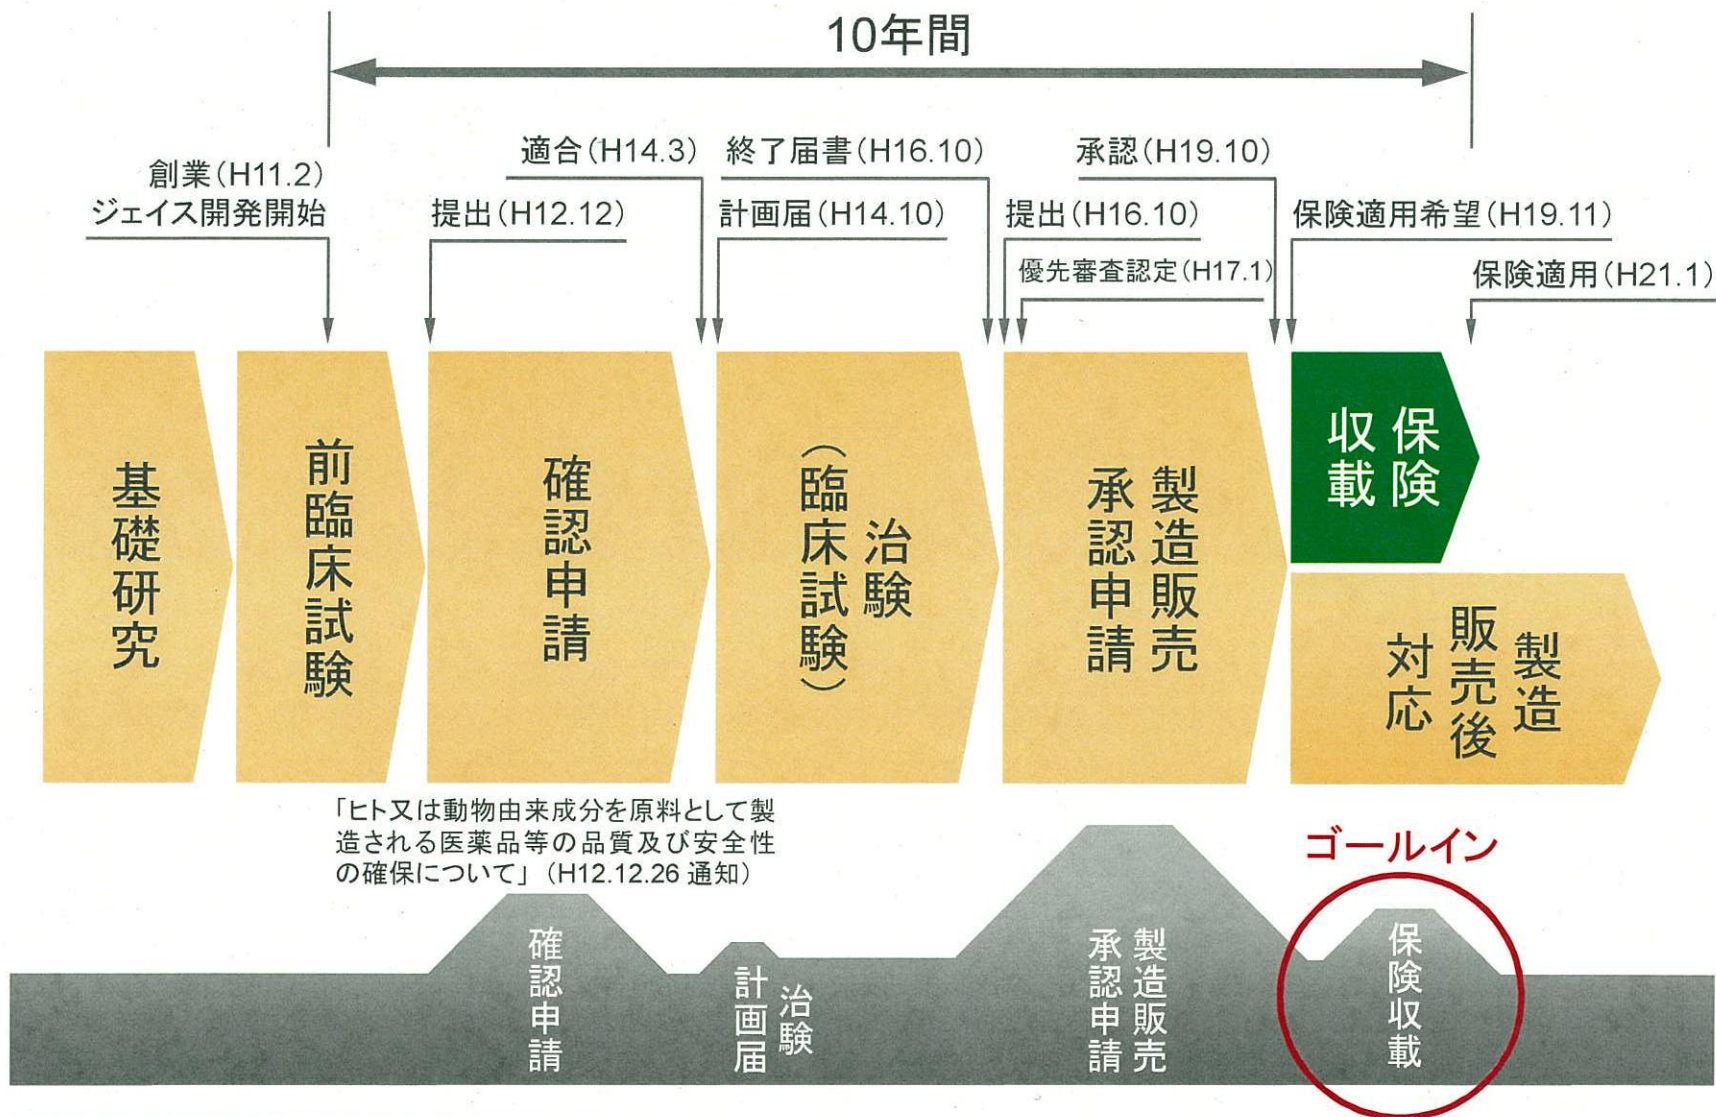 10年間
創業(H11.2)
ジェイス開発開始
提出(H12.12)
適合(H14.3)
計画届(H14.10)
終了届書(H16.10)
提出(H16.10)
優先審査認定(H17.1)
承認(H19.10)
保険適用希望(H19.11)
保険適用(H21.1)
基礎研究
前臨床試験
確認申請
治験
(臨床試験)
製造販売
承認申請
保険
収載
製造
販売後
対応
「ヒト又は動物由来成分を原料として製
造される医薬品等の品質及び安全性
の確保について」(H12.12.26 通知)
ゴールイン
確認申請
治験
計画届
製造販売
承認申請
保険収載